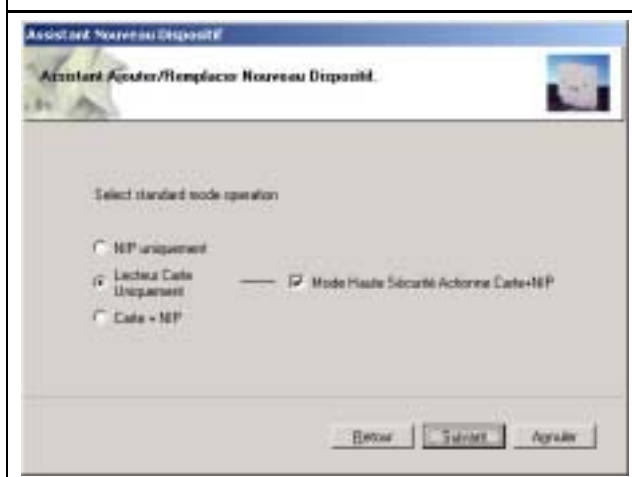 Assistant Nouveau Dispositif
Assistant Ajouter/Remplacer Nouveau Dispositif.
Select standard mode operation
NIP uniquement
Lecteur Carte
Uniquement
Mode Haute Sécurité Actionne Carte+NIP
Carte + NIP
Retour
Suivant
Annuler